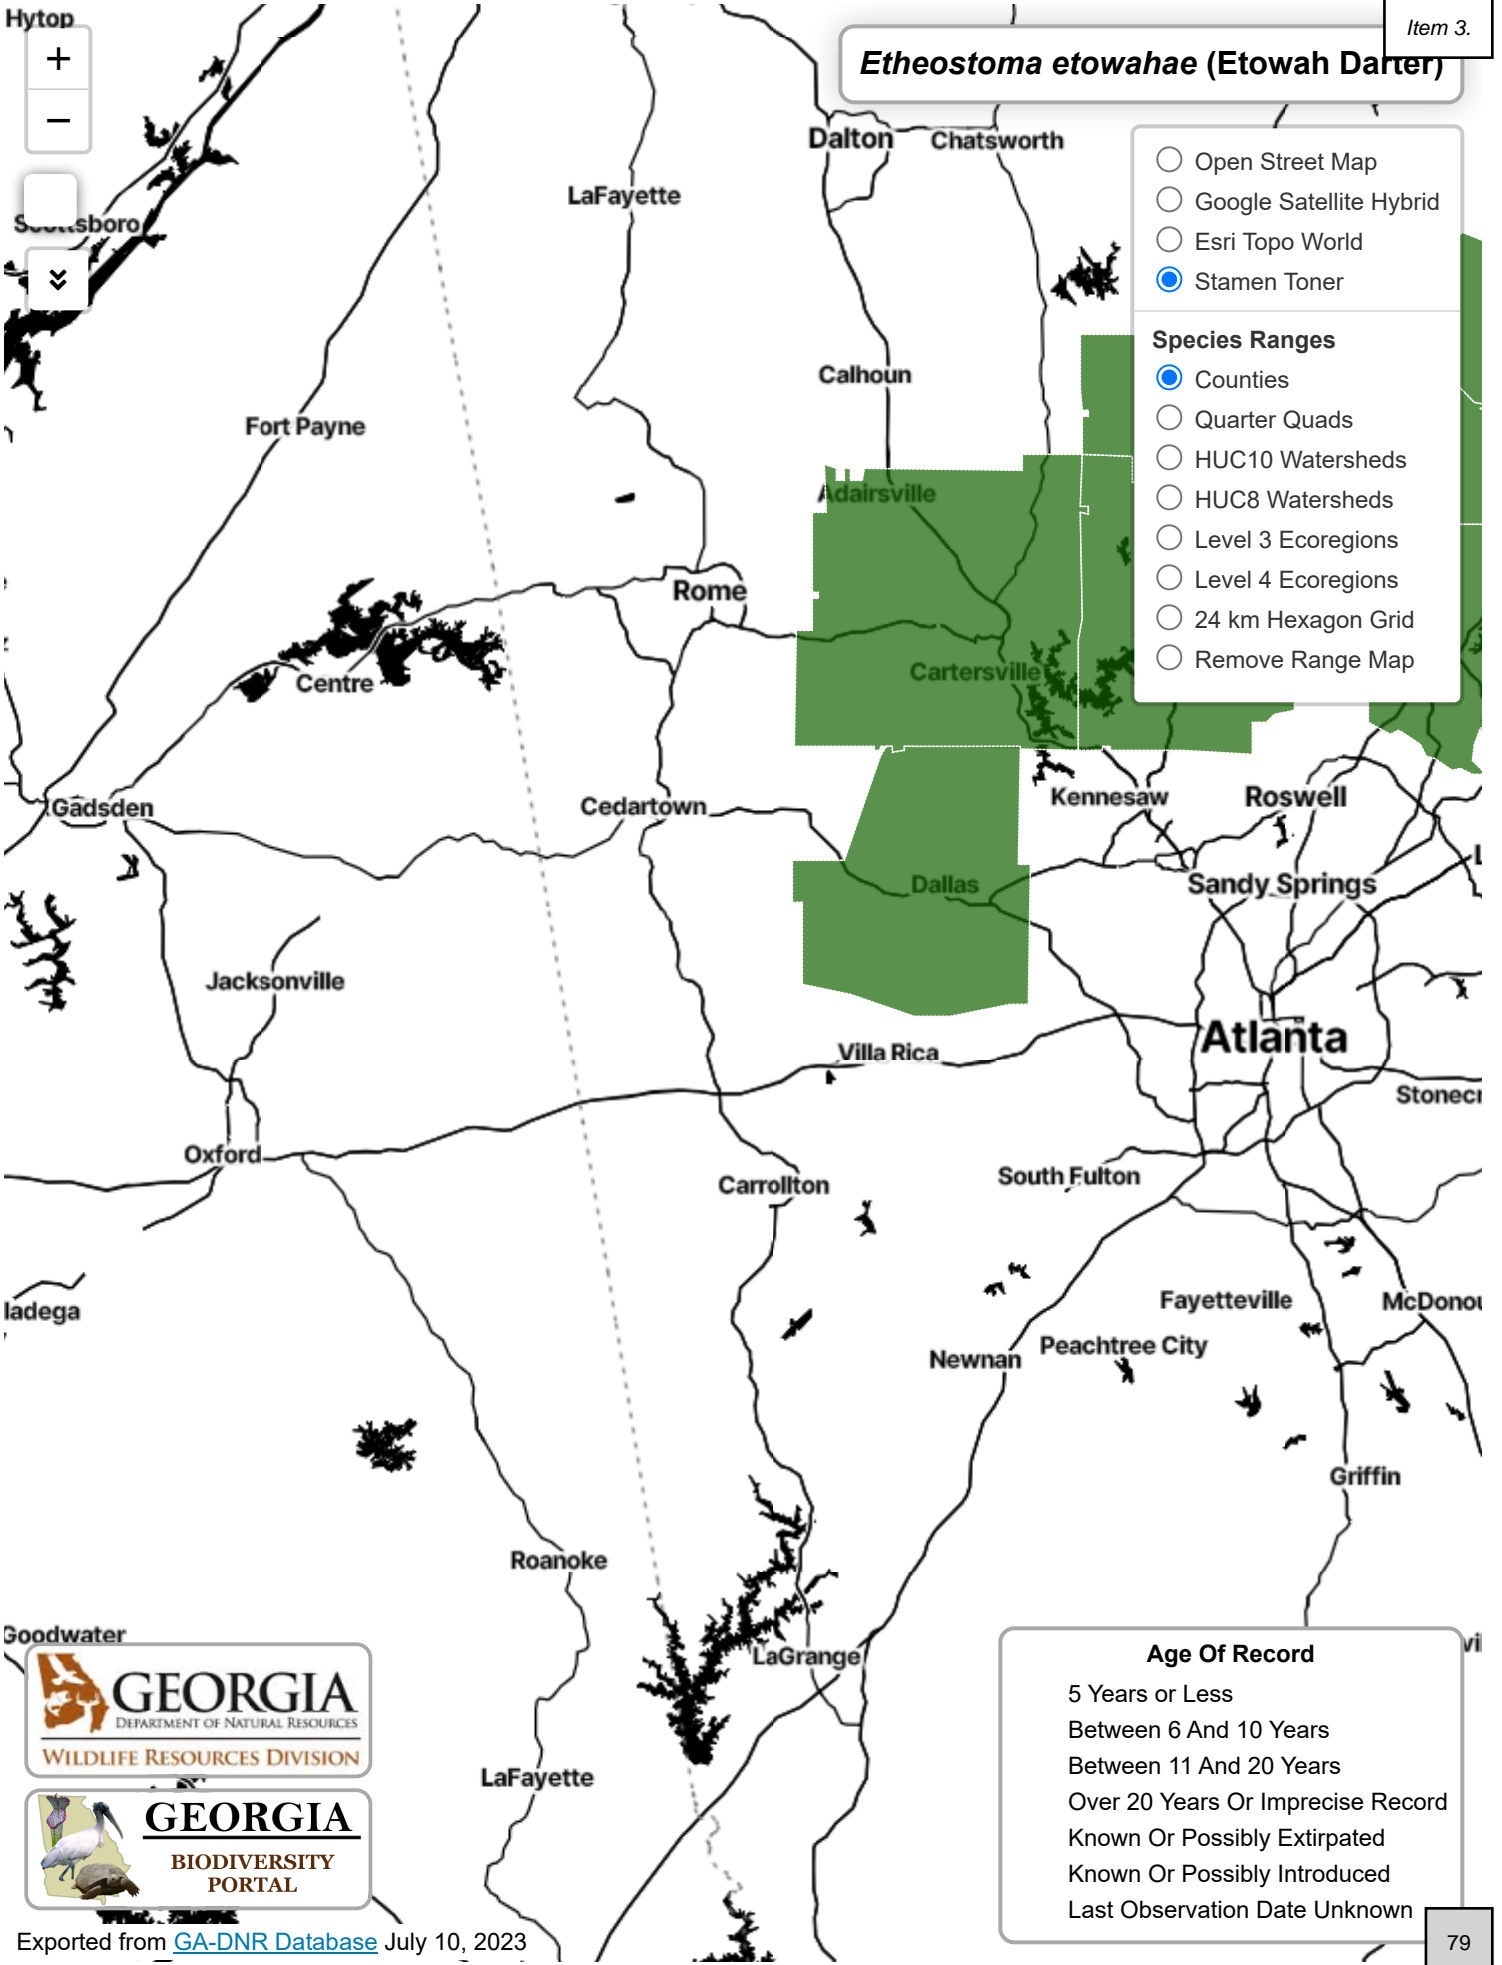 Hytop
Item 3.
Etheostoma etowahae (Etowah Darter)
+
−
Dalton
Chatsworth
Open Street Map
LaFayette
Google Satellite Hybrid
Scottsboro
Esri Topo World
Stamen Toner
Species Ranges
Calhoun
Counties
Fort Payne
Quarter Quads
HUC10 Watersheds
Adairsville
HUC8 Watersheds
Level 3 Ecoregions
Level 4 Ecoregions
Rome
24 km Hexagon Grid
Cartersville
Remove Range Map
Centre
Gadsden
Cedartown
Kennesaw
Roswell
Dallas
Sandy Springs
Jacksonville
Atlanta
Villa Rica
Stonecr
Oxford
Carrollton
South Fulton
ladega
Fayetteville
McDonou
Newnan
Peachtree City
Griffin
Roanoke
Goodwater
LaGrange
vi
Age Of Record
5 Years or Less
Between 6 And 10 Years
Between 11 And 20 Years
Over 20 Years Or Imprecise Record
Known Or Possibly Extirpated
Known Or Possibly Introduced
Last Observation Date Unknown
GEORGIA
DEPARTMENT OF NATURAL RESOURCES
WILDLIFE RESOURCES DIVISION
LaFayette
GEORGIA
BIODIVERSITY
PORTAL
Exported from GA-DNR Database July 10, 2023
79